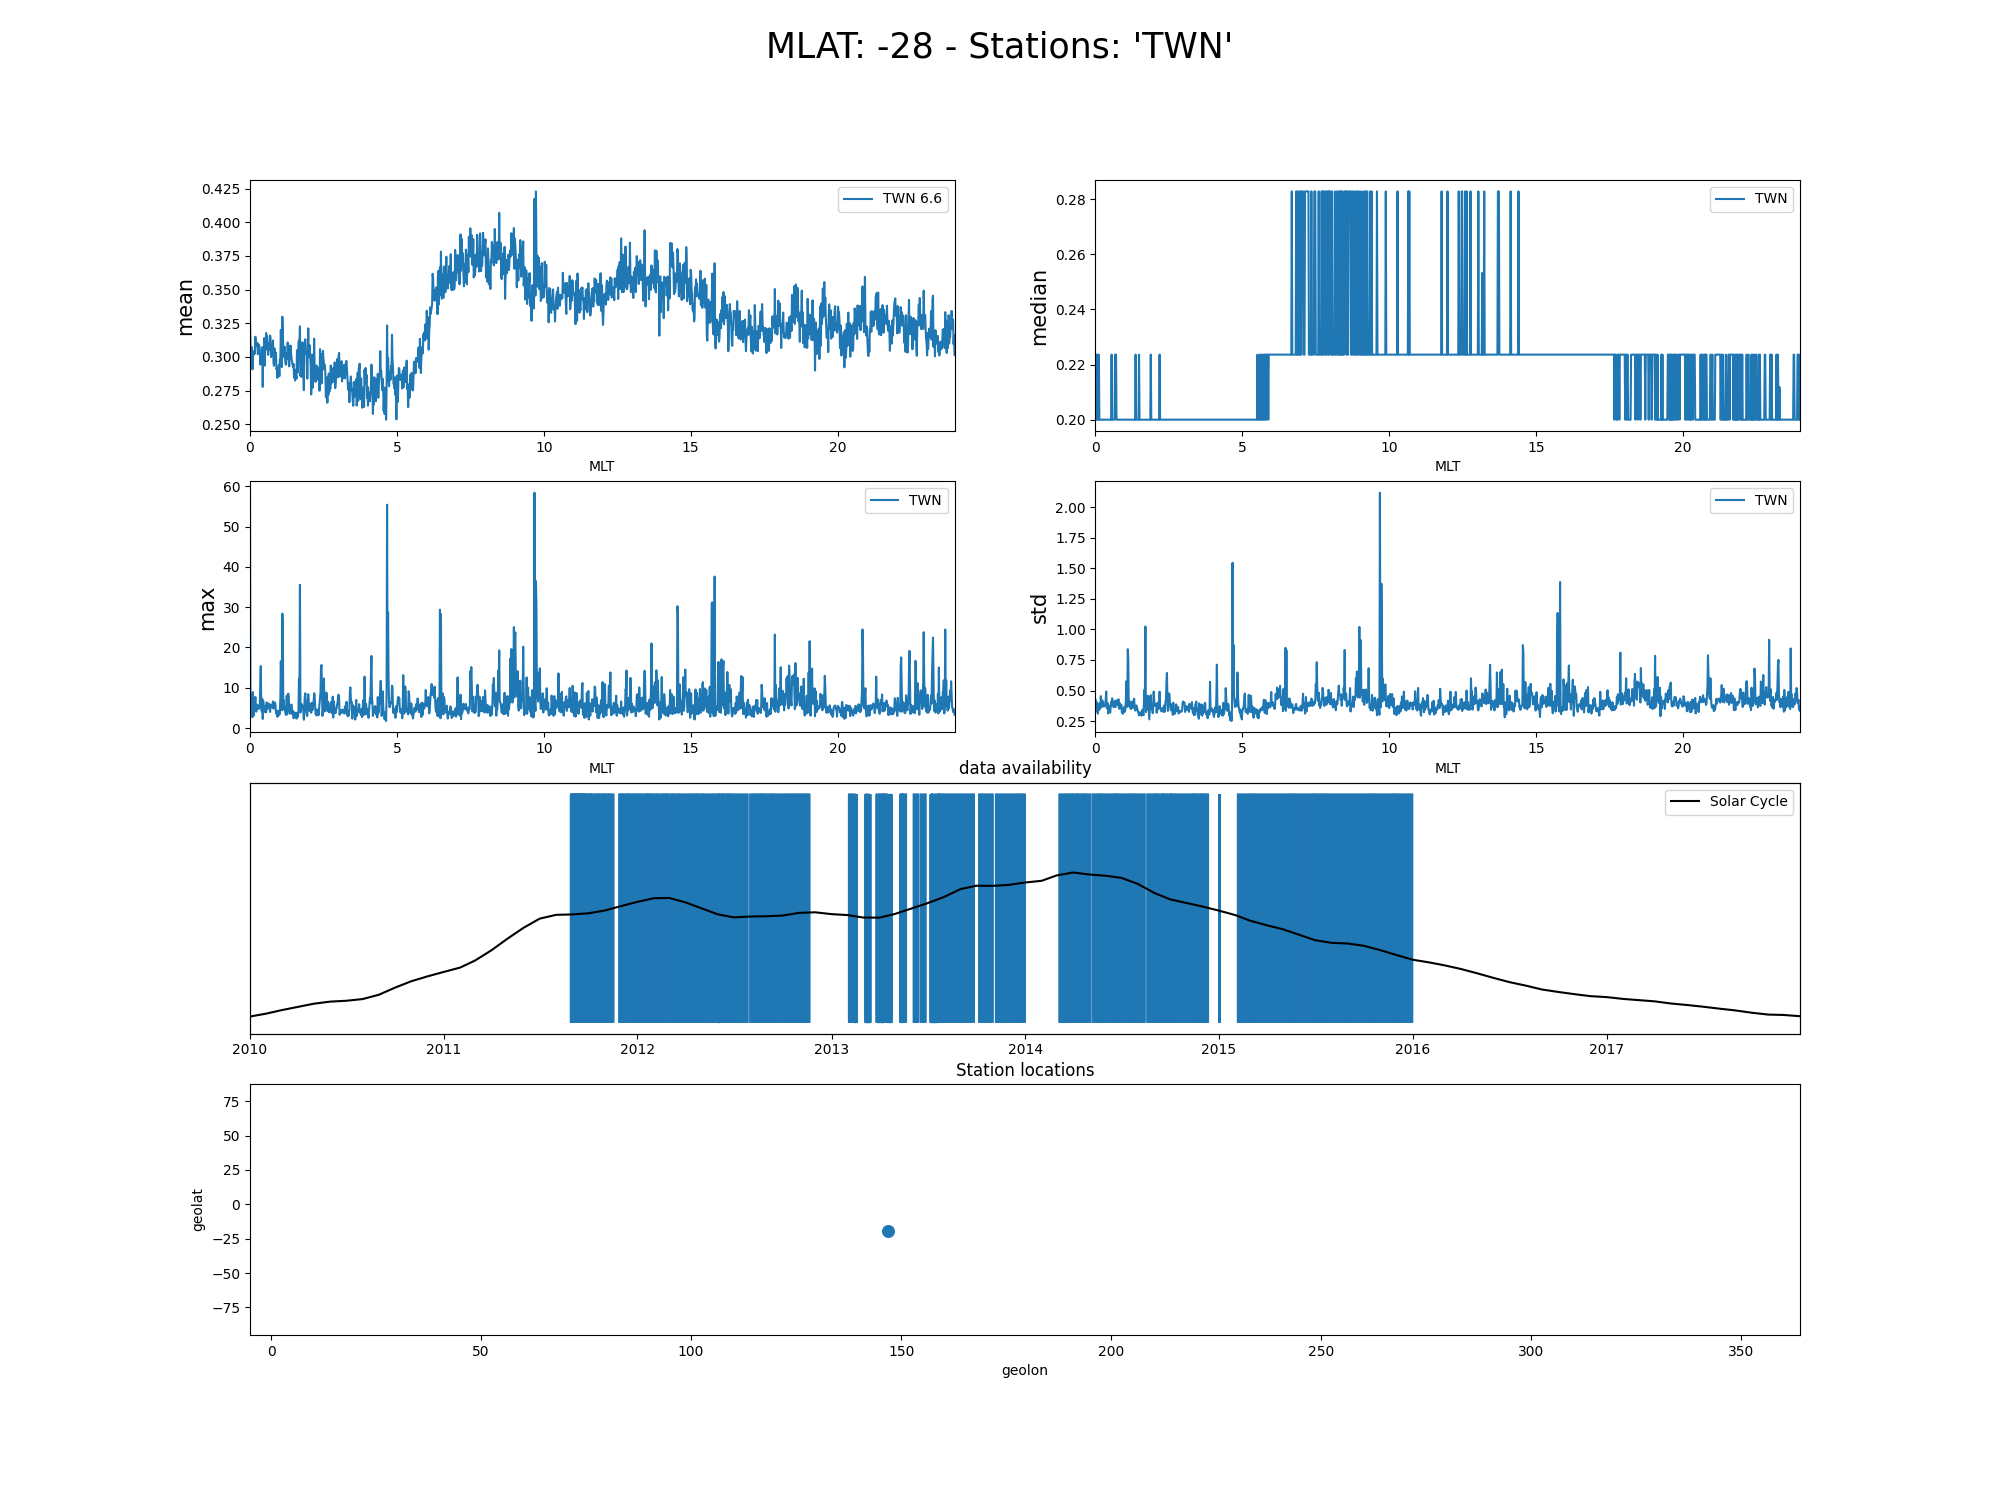 MLAT: -28 - Stations: 'TWN'
mean
0.425
0.400
0.375
0.350
0.325
0.300
0.275
0.250
TWN 6.6
0 5 10 15 20
MLT
median
0.28
0.26
0.24
0.22
0.20
TWN
0 5 10 15 20
MLT
max
60
50
40
30
20
10
0
TWN
0 5 10 15 20
MLT
std
2.00
1.75
1.50
1.25
1.00
0.75
0.50
0.25
TWN
0 5 10 15 20
MLT
data availability
Solar Cycle
2010 2011 2012 2013 2014 2015 2016 2017
Station locations
geolat
75
50
25
0
−25
−50
−75
0 50 100 150 200 250 300 350
geolon